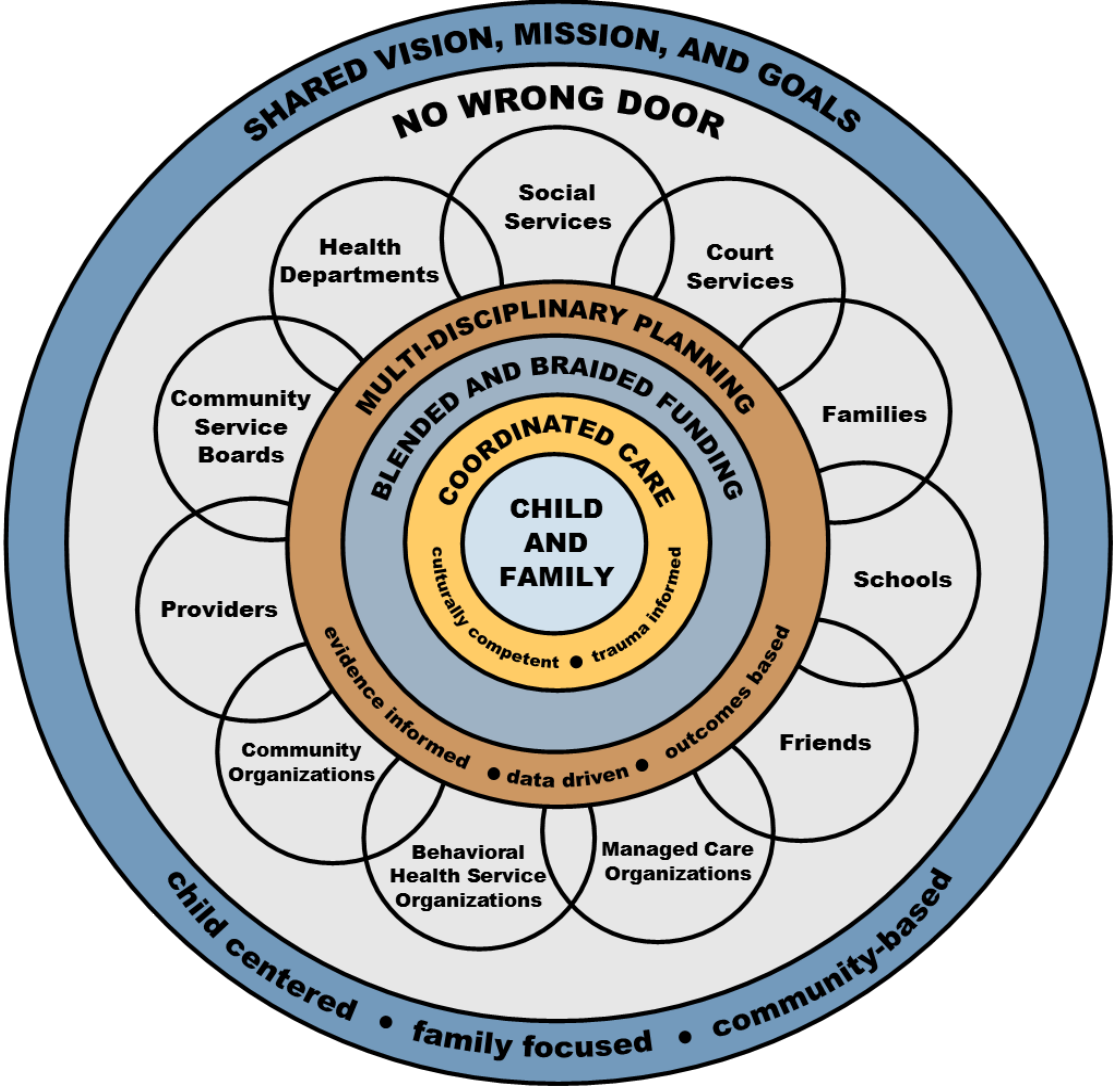 SHARED VISION, MISSION, AND GOALS
NO WRONG DOOR
Social
Services
Health
Departments
Court
Services
Community
Service
Boards
Families
Providers
Schools
Community
Organizations
Friends
Behavioral
Health Service
Organizations
Managed Care
Organizations
MULTI-DISCIPLINARY PLANNING
BLENDED AND BRAIDED FUNDING
COORDINATED CARE
CHILD
AND
FAMILY
culturally competent • trauma informed
evidence informed • data driven • outcomes based
child centered • family focused • community-based